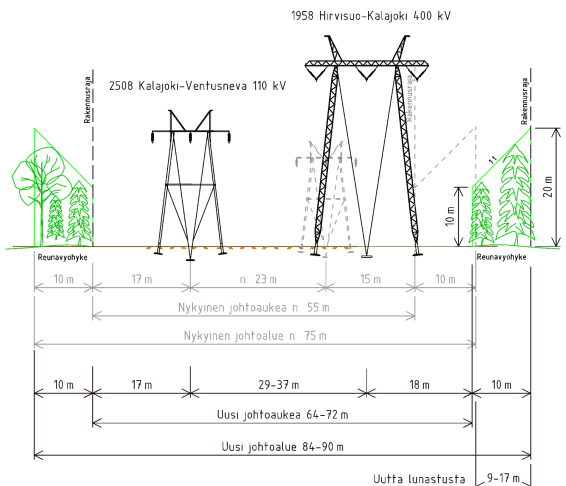 1958 Hirvisuo-Kalajoki 400 kV
2508 Kalajoki-Ventusneva 110 kV
Rakennusraja
Rakennusraja
Rakennusraja
11
20 m
10 m
Reunavyöhyke
Reunavyöhyke
10 m
17 m
n. 23 m
15 m
10 m
Nykyinen johtoaukea n. 55 m
Nykyinen johtoalue n. 75 m
10 m
17 m
29-37 m
18 m
10 m
Uusi johtoaukea 64-72 m
Uusi johtoalue 84-90 m
Uutta lunastusta
9-17 m